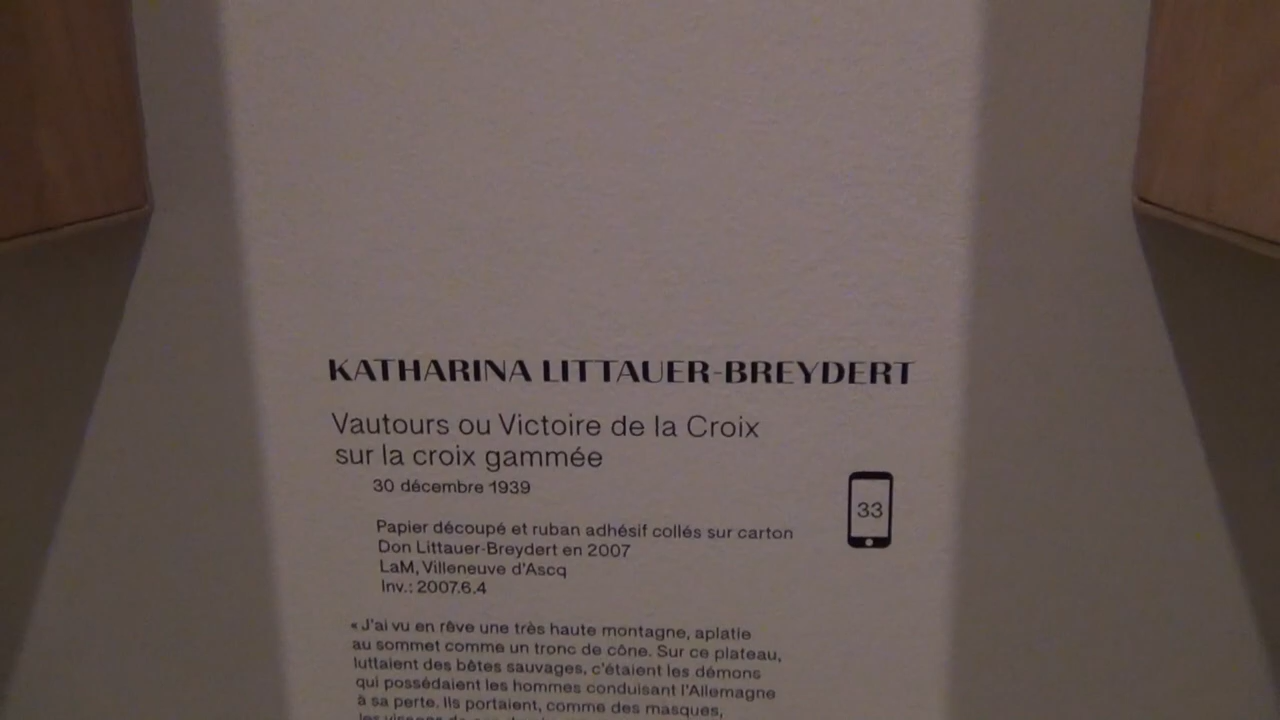 KATHARINA LITTAUER-BREYDERT
Vautours ou Victoire de la Croix
sur la croix gammée
30 décembre 1939
33
Papier découpé et ruban adhésif collés sur carton
Don Littauer-Breydert en 2007
LaM, Villeneuve d'Ascq
Inv.: 2007.6.4
« J'ai vu en rêve une très haute montagne, aplatie
au sommet comme un tronc de cône. Sur ce plateau,
luttaient des bêtes sauvages, c'étaient les démons
qui possédaient les hommes conduisant l'Allemagne
à sa perte. Ils portaient, comme des masques,